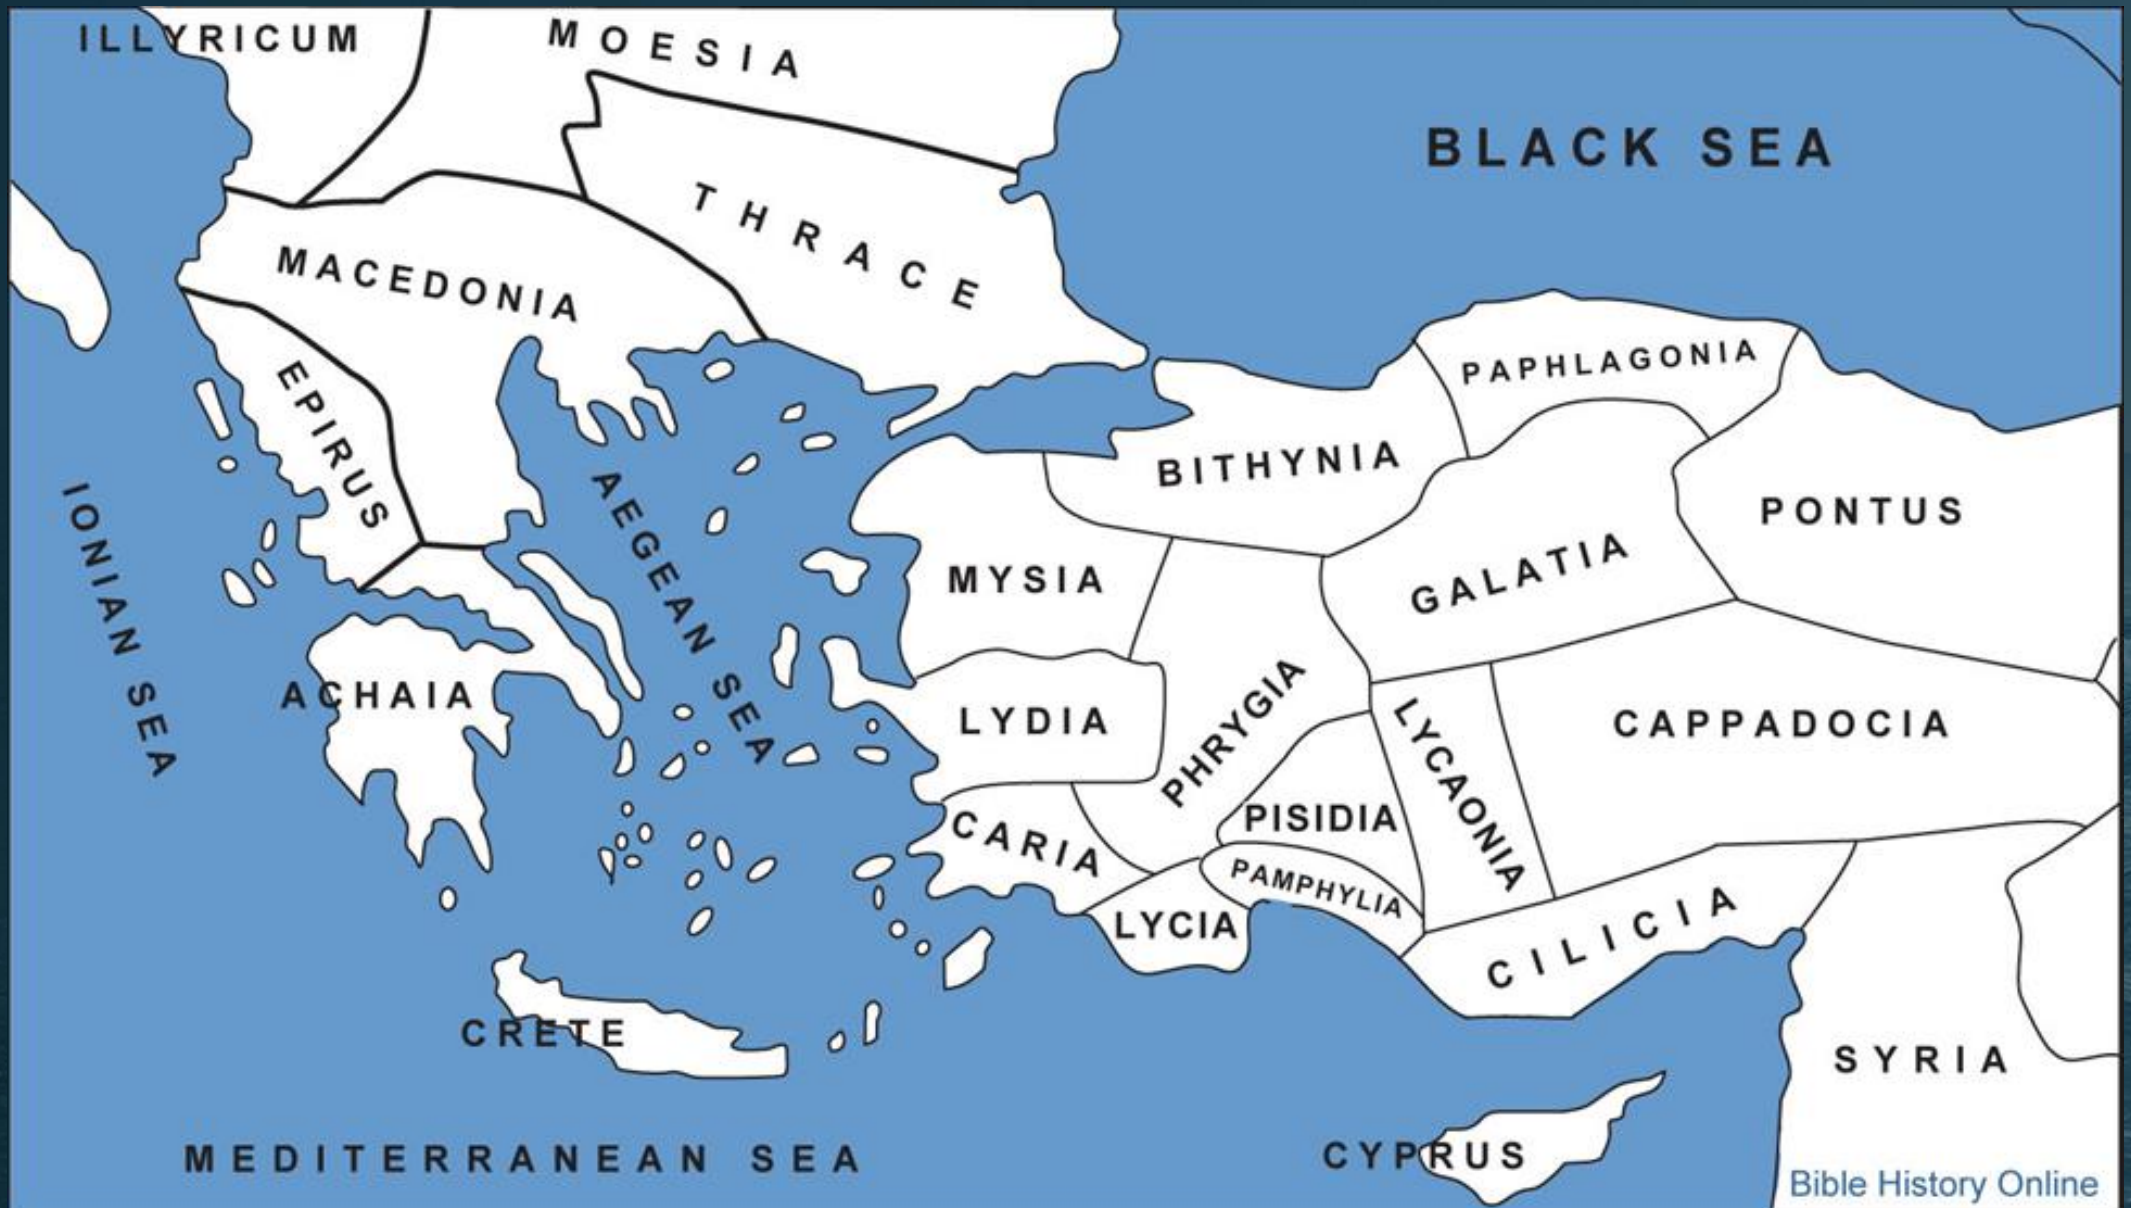 ILLYRICUM
MOESIA
BLACK SEA
THRACE
MACEDONIA
PAPHLAGONIA
EPIRUS
BITHYNIA
IONIAN SEA
AEGEAN SEA
PONTUS
MYSIA
GALATIA
ACHAIA
LYDIA
PHRYGIA
LYCAONIA
CAPPADOCIA
PISIDIA
CARIA
PAMPHYLIA
LYCIA
CILICIA
CRETE
SYRIA
MEDITERRANEAN SEA
CYPRUS
Bible History Online